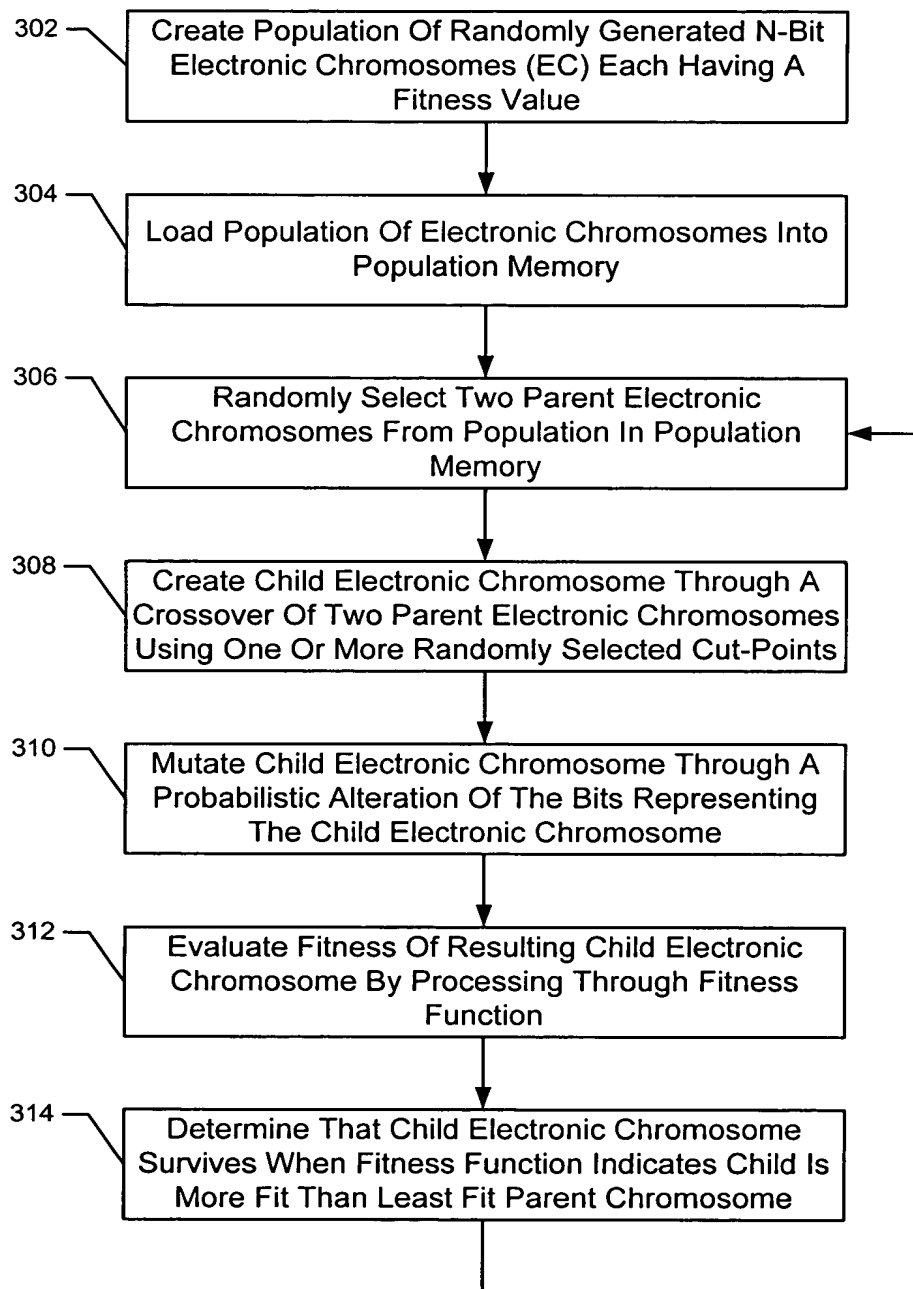 302
Create Population Of Randomly Generated N-Bit
Electronic Chromosomes (EC) Each Having A
Fitness Value
304
Load Population Of Electronic Chromosomes Into
Population Memory
306
Randomly Select Two Parent Electronic
Chromosomes From Population In Population
Memory
308
Create Child Electronic Chromosome Through A
Crossover Of Two Parent Electronic Chromosomes
Using One Or More Randomly Selected Cut-Points
310
Mutate Child Electronic Chromosome Through A
Probabilistic Alteration Of The Bits Representing
The Child Electronic Chromosome
312
Evaluate Fitness Of Resulting Child Electronic
Chromosome By Processing Through Fitness
Function
314
Determine That Child Electronic Chromosome
Survives When Fitness Function Indicates Child Is
More Fit Than Least Fit Parent Chromosome